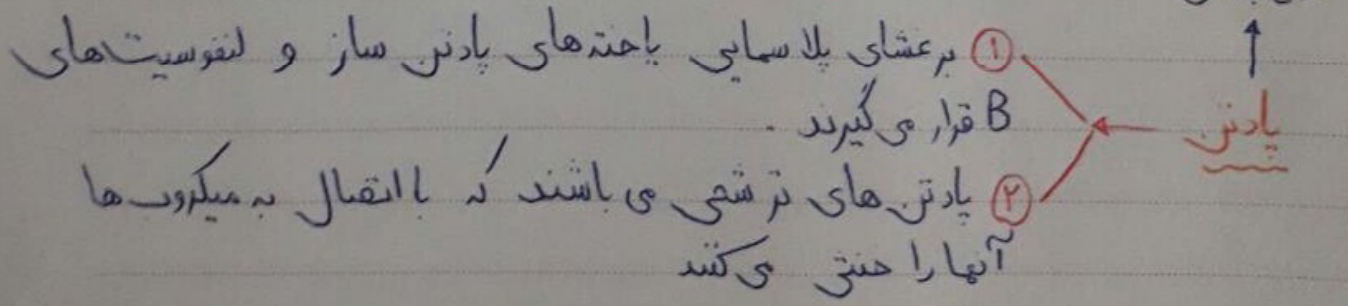 ① بر غشای پلاسمایی یاخته‌های پادتن ساز و لنفوسیت‌های
B قرار می گیرند .
پادتن
② پادتن های ترشحی می باشند که با اتصال به میکروب ها
آنها را خنثی می کنند